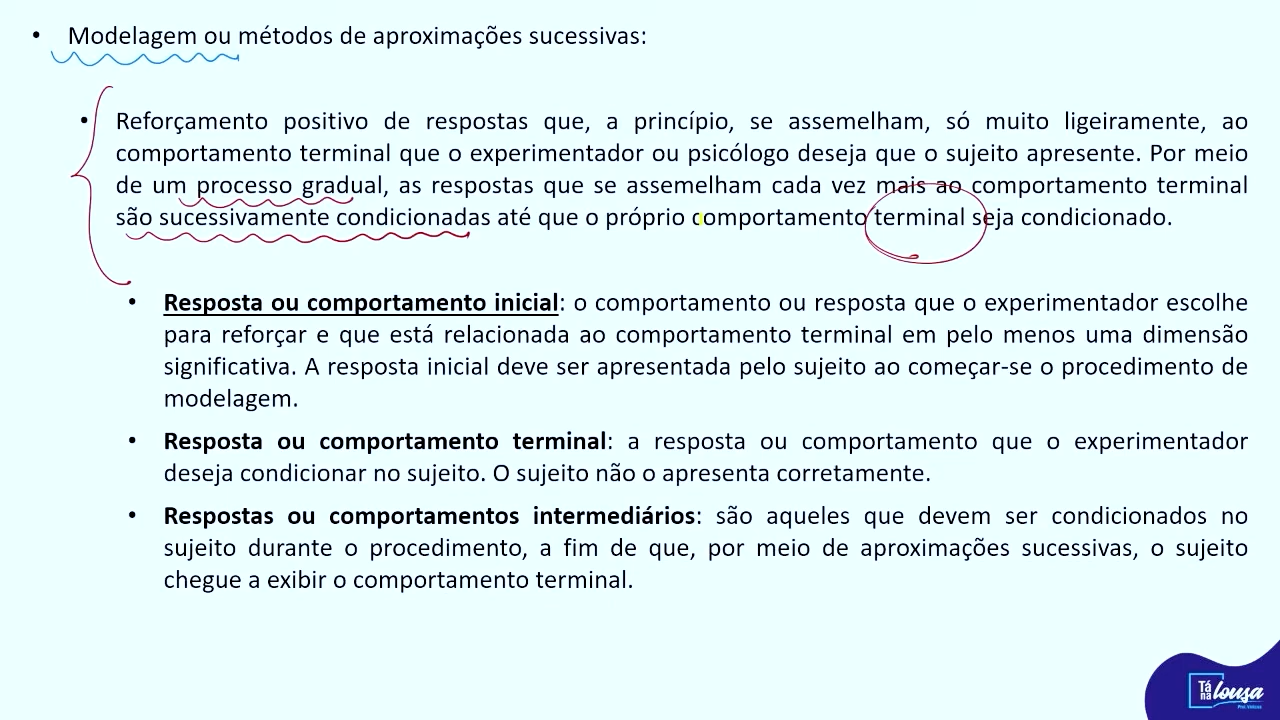 • Modelagem ou métodos de aproximações sucessivas:
• Reforçamento positivo de respostas que, a princípio, se assemelham, só muito ligeiramente, ao
comportamento terminal que o experimentador ou psicólogo deseja que o sujeito apresente. Por meio
de um processo gradual, as respostas que se assemelham cada vez mais ao comportamento terminal
são sucessivamente condicionadas até que o próprio comportamento terminal seja condicionado.
• Resposta ou comportamento inicial: o comportamento ou resposta que o experimentador escolhe
para reforçar e que está relacionada ao comportamento terminal em pelo menos uma dimensão
significativa. A resposta inicial deve ser apresentada pelo sujeito ao começar-se o procedimento de
modelagem.
• Resposta ou comportamento terminal: a resposta ou comportamento que o experimentador
deseja condicionar no sujeito. O sujeito não o apresenta corretamente.
• Respostas ou comportamentos intermediários: são aqueles que devem ser condicionados no
sujeito durante o procedimento, a fim de que, por meio de aproximações sucessivas, o sujeito
chegue a exibir o comportamento terminal.
Tá na lousa